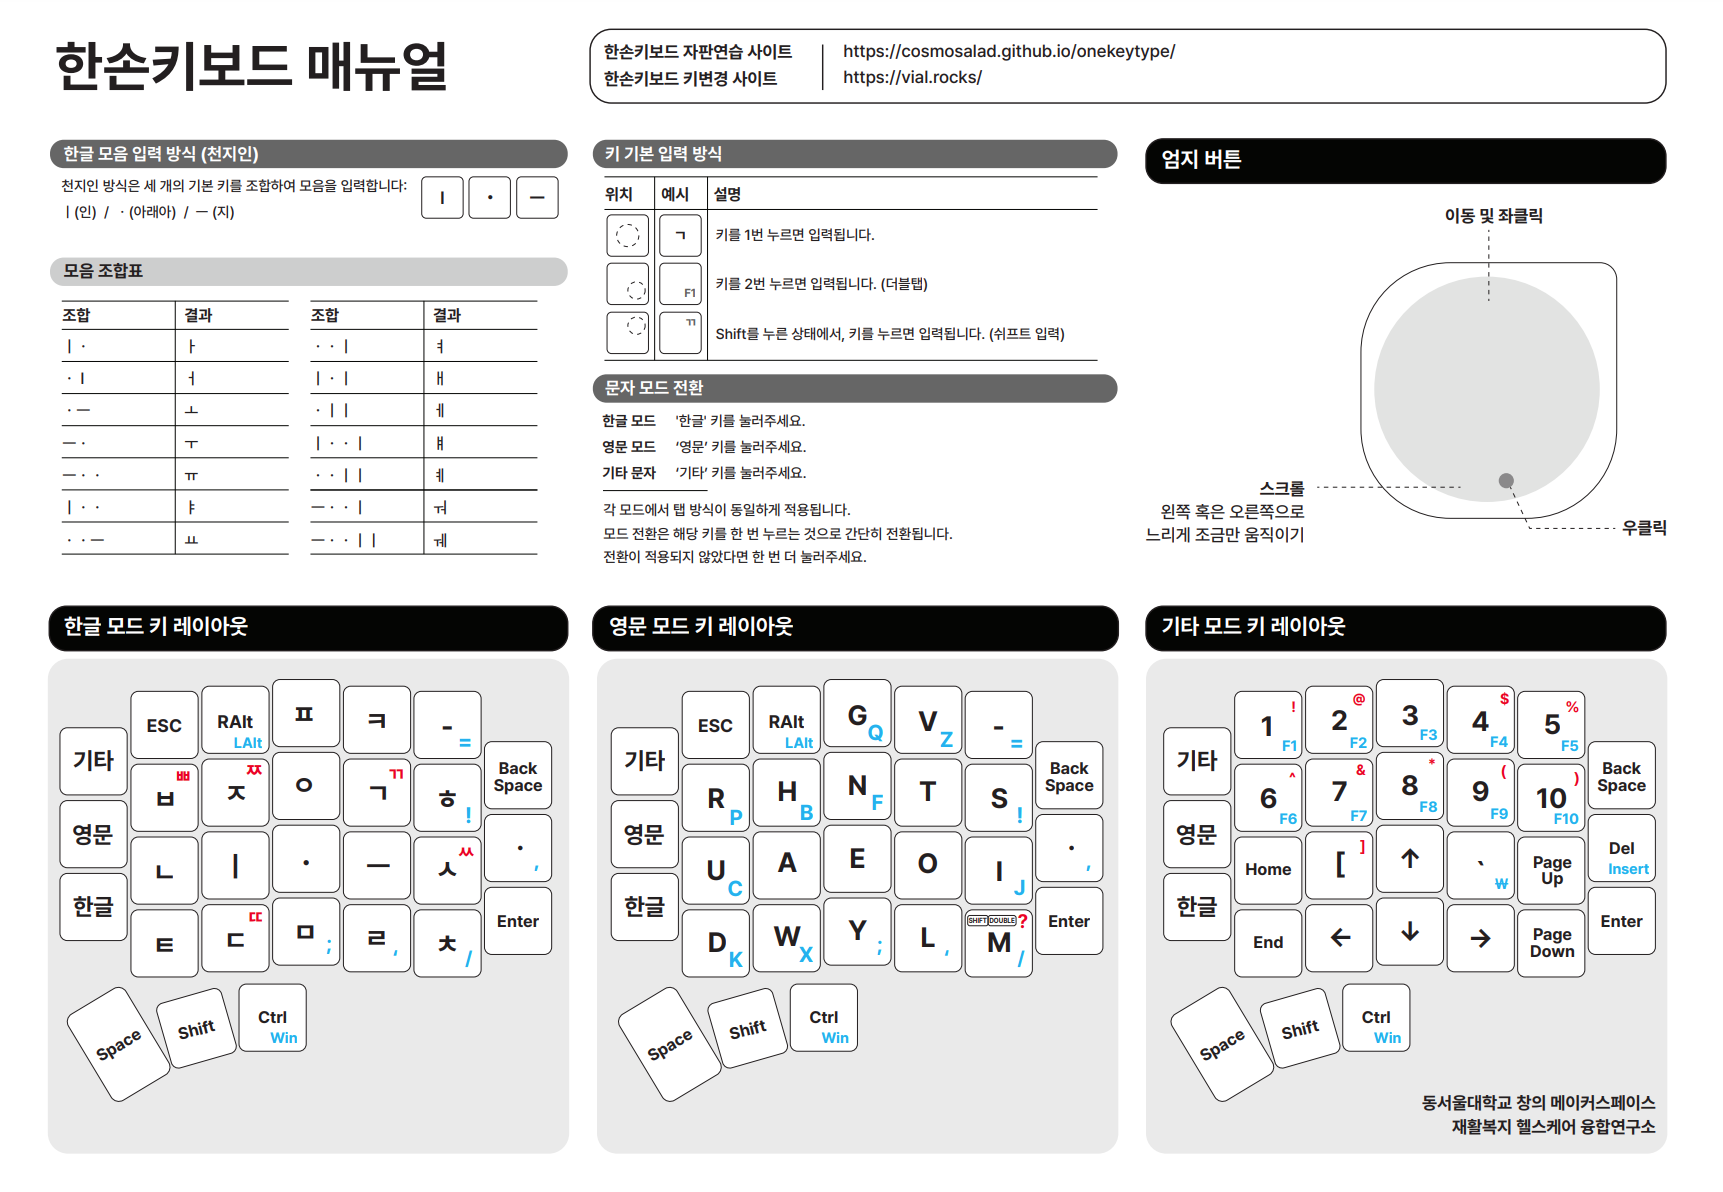 한손키보드 매뉴얼
한손키보드 자판연습 사이트 https://cosmosalad.github.io/onekeytype/
한손키보드 키변경 사이트 https://vial.rocks/
한글 모음 입력 방식 (천지인)
천지인 방식은 세 개의 기본 키를 조합하여 모음을 입력합니다:
ㅣ(인) / ㆍ(아래아) / ㅡ (지)
ㅣ ㆍ ㅡ
모음 조합표
조합 결과 조합 결과
ㅣㆍ ㅏ ㆍㆍㅣ ㅕ
ㆍㅣ ㅓ ㅣㆍㅣ ㅐ
ㆍㅡ ㅗ ㆍㅣㅣ ㅔ
ㅡㆍ ㅜ ㅣㆍㆍㅣ ㅒ
ㅡㆍㆍ ㅠ ㆍㆍㅣㅣ ㅖ
ㅣㆍㆍ ㅑ ㅡㆍㆍㅣ ㅝ
ㆍㆍㅡ ㅛ ㅡㆍㆍㅣㅣ ㅞ
키 기본 입력 방식
위치 예시 설명
ㄱ 키를 1번 누르면 입력됩니다.
F1 키를 2번 누르면 입력됩니다. (더블탭)
ㄲ Shift를 누른 상태에서, 키를 누르면 입력됩니다. (쉬프트 입력)
문자 모드 전환
한글 모드 '한글' 키를 눌러주세요.
영문 모드 '영문' 키를 눌러주세요.
기타 문자 '기타' 키를 눌러주세요.
각 모드에서 탭 방식이 동일하게 적용됩니다.
모드 전환은 해당 키를 한 번 누르는 것으로 간단히 전환됩니다.
전환이 적용되지 않았다면 한 번 더 눌러주세요.
엄지 버튼
이동 및 좌클릭
스크롤
왼쪽 혹은 오른쪽으로
느리게 조금만 움직이기
우클릭
한글 모드 키 레이아웃
ESC RAlt LAlt ㅍ ㅋ - =
기타 ㅂ ㅃ ㅈ ㅉ ㅇ ㄱ ㄲ ㅎ ! Back Space
영문 ㄴ ㅣ ㆍ ㅡ ㅅ ㅆ . ,
한글 ㅌ ㄷ ㄸ ㅁ ; ㄹ ‘ ㅊ / Enter
Space Shift Ctrl Win
영문 모드 키 레이아웃
ESC RAlt LAlt G Q V Z - =
기타 R P H B N F T S ! Back Space
영문 U C A E O I J . ,
한글 D K W X Y ; L ‘ SHIFT DOUBLE ? M / Enter
Space Shift Ctrl Win
기타 모드 키 레이아웃
1 ! F1 2 @ F2 3 F3 4 $ F4 5 % F5
기타 6 ^ F6 7 & F7 8 * F8 9 ( F9 10 ) F10 Back Space
영문 Home [ ] ↑ ` ₩ Page Up Del Insert
한글 End ← ↓ → Page Down Enter
Space Shift Ctrl Win
동서울대학교 창의 메이커스페이스
재활복지 헬스케어 융합연구소